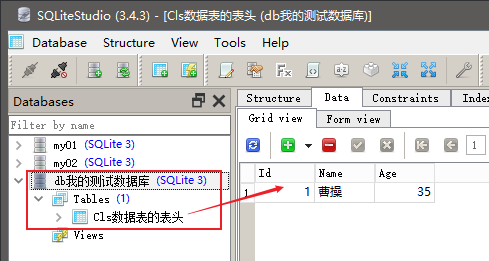 SQLiteStudio (3.4.3) - [Cls数据表的表头 (db我的测试数据库)]
Database Structure View Tools Help
Databases
Filter by name
my01 (SQLite 3)
my02 (SQLite 3)
db我的测试数据库 (SQLite 3)
Tables (1)
Cls数据表的表头
Views
Structure Data Constraints Index
Grid view Form view
1
Id Name Age
1 1 曹操 35